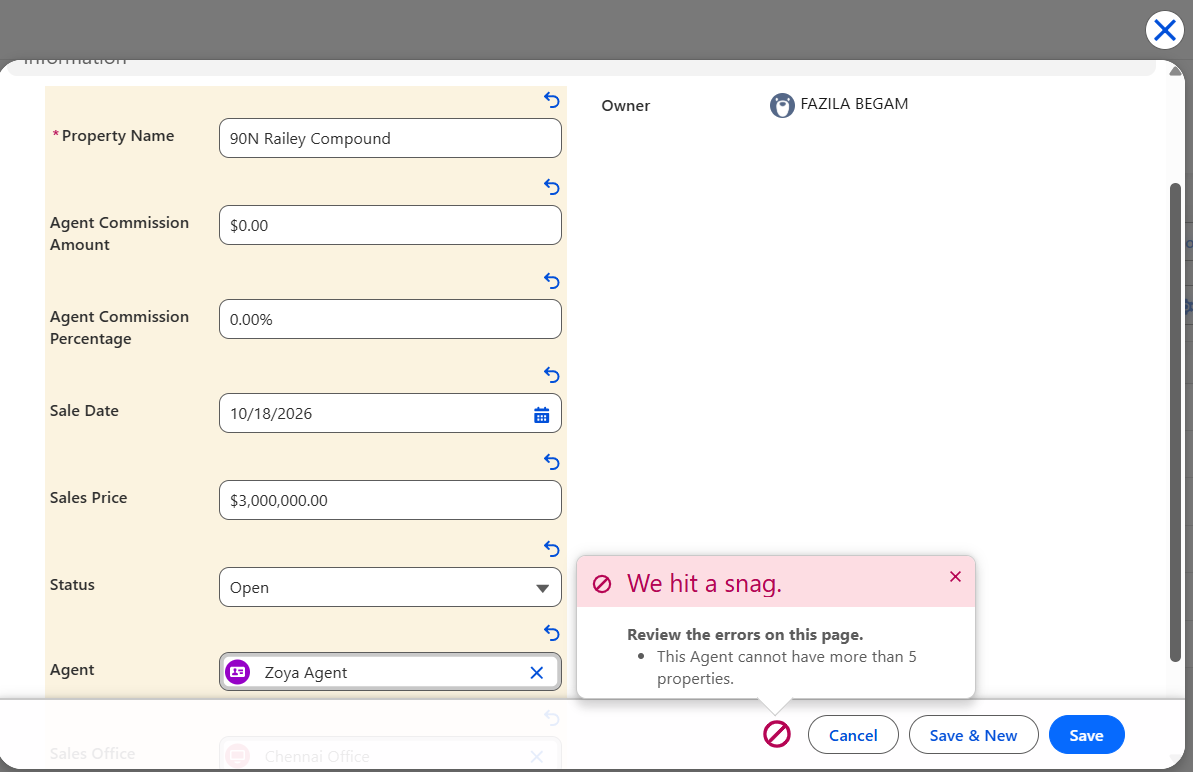 Information
*Property Name
90N Railey Compound
Owner
FAZILA BEGAM
Agent Commission
Amount
$0.00
Agent Commission
Percentage
0.00%
Sale Date
10/18/2026
Sales Price
$3,000,000.00
Status
Open
Agent
Zoya Agent
We hit a snag.
Review the errors on this page.
• This Agent cannot have more than 5
properties.
Sales Office
Chennai Office
Cancel
Save & New
Save